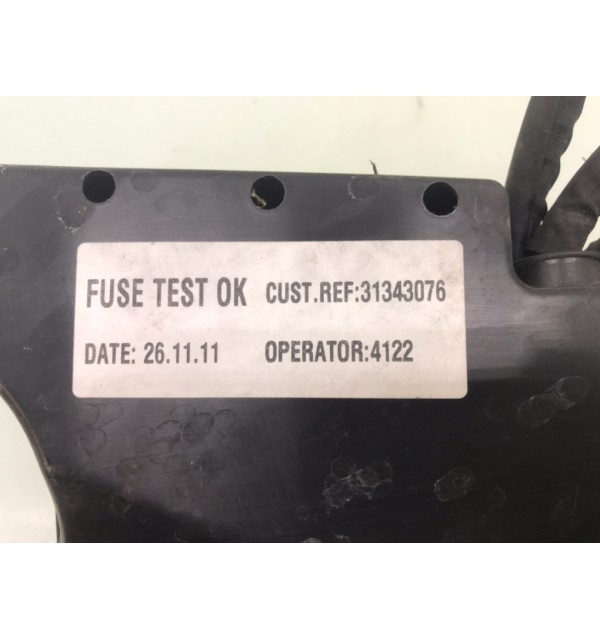 FUSE TEST OK CUST.REF:31343076
DATE: 26.11.11 OPERATOR:4122